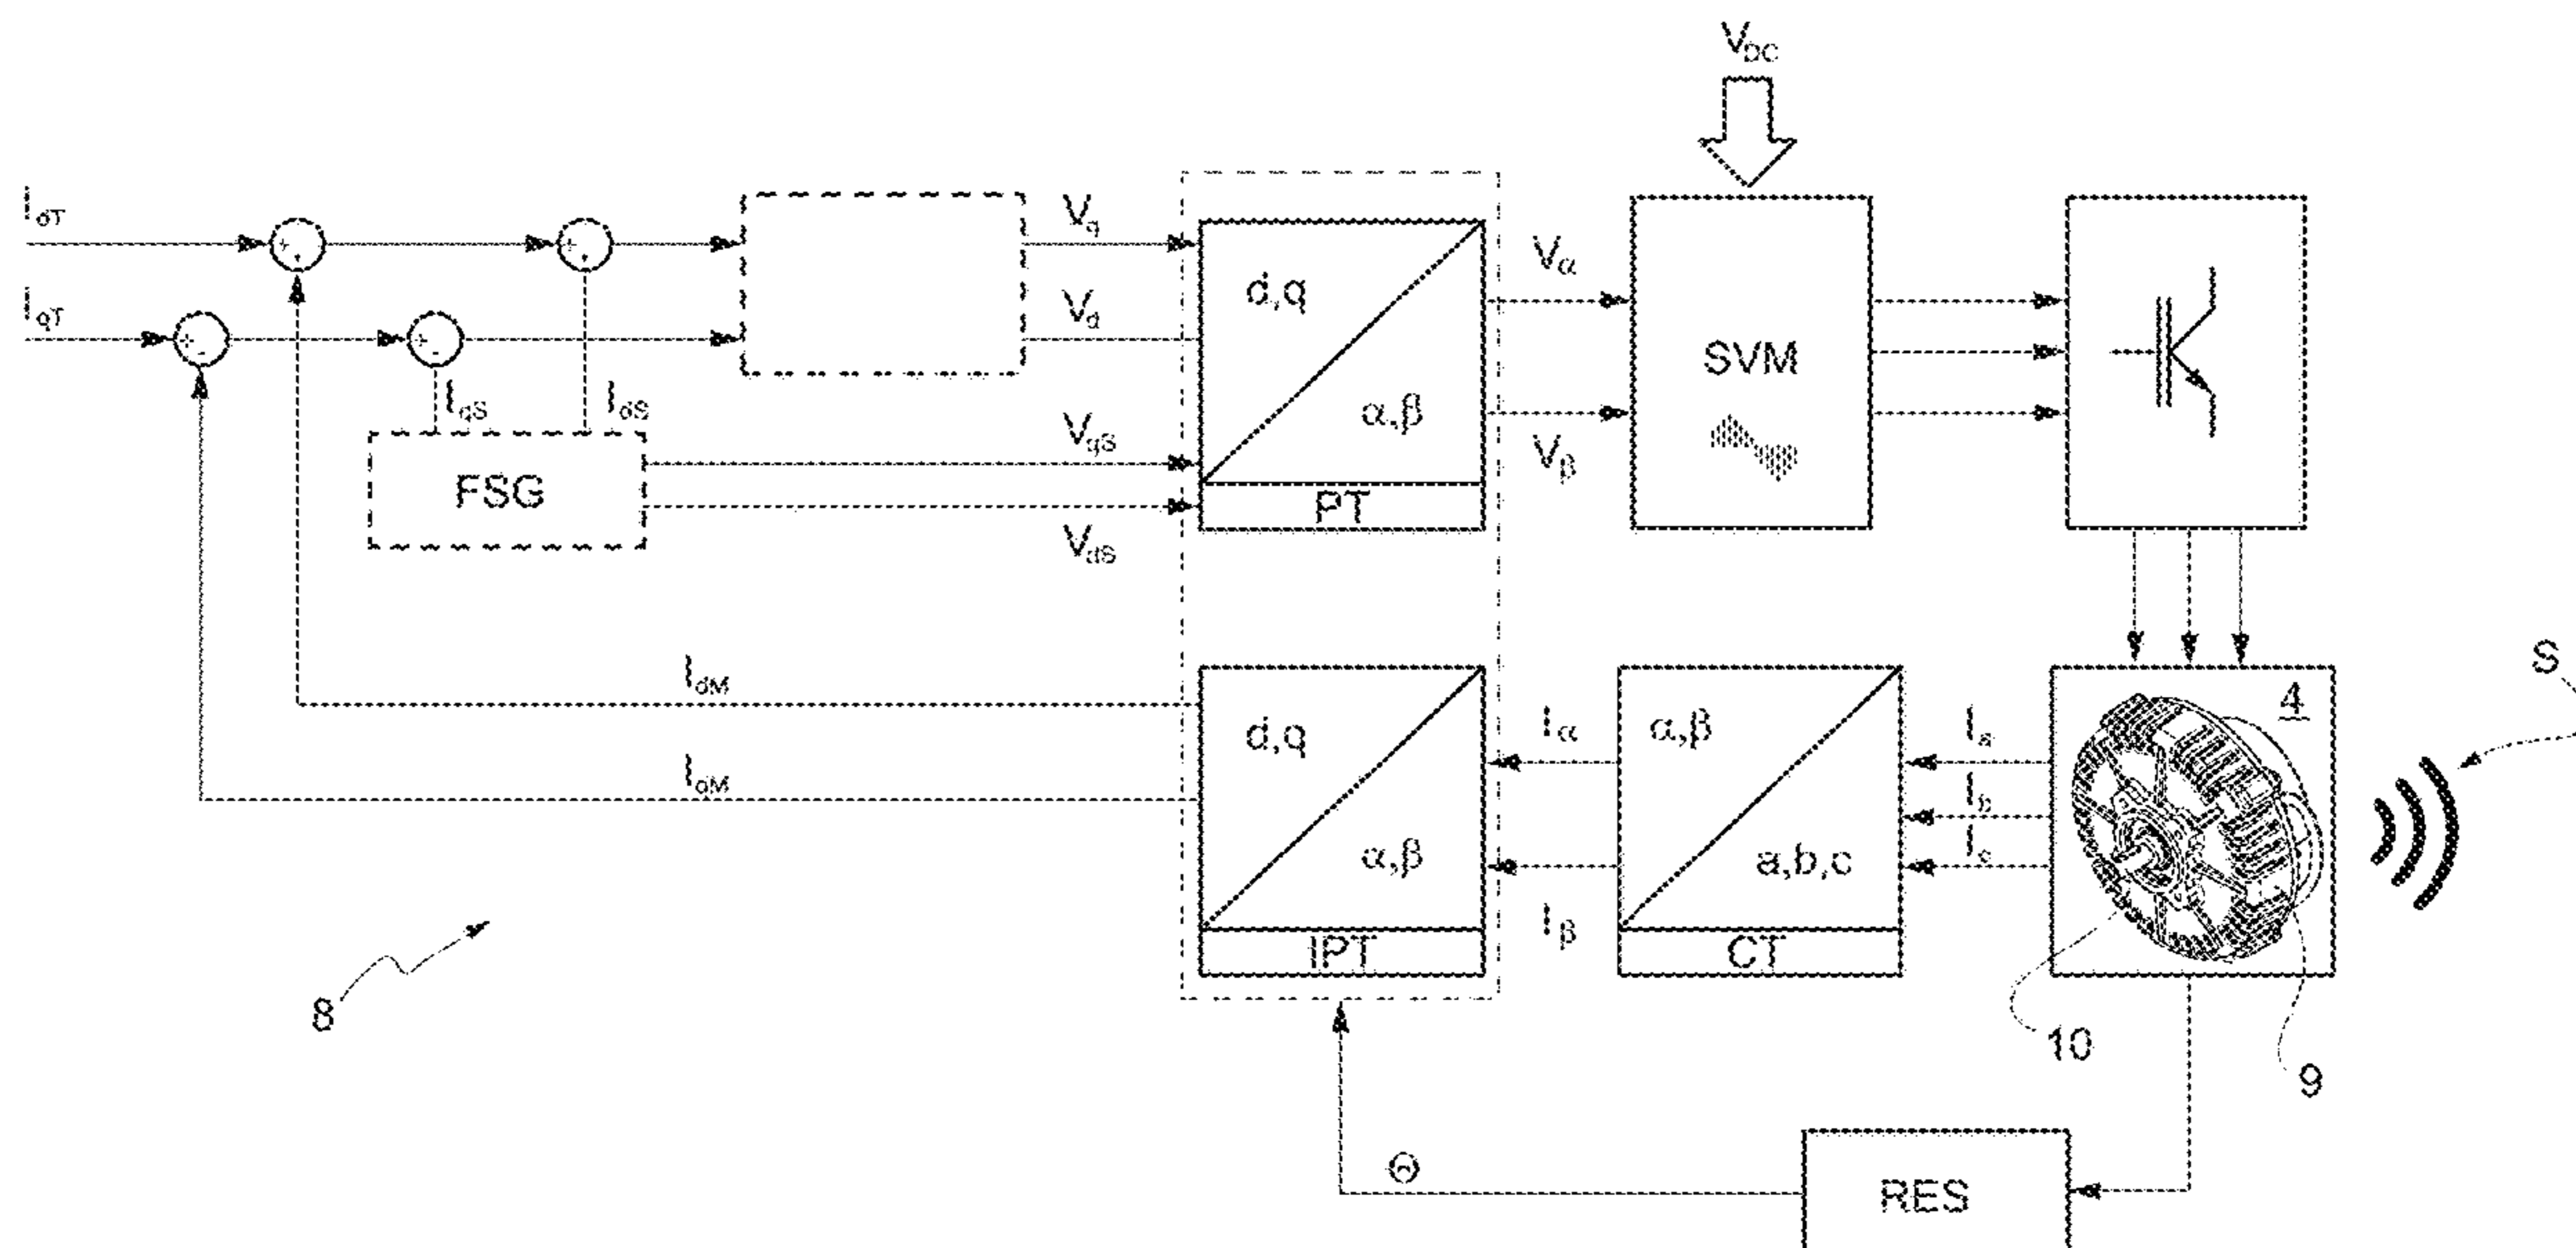 V_DC
I_dT
V_q
V_α
d,q
I_qT
V_d
SVM
α,β
I_qS
I_dS
V_qS
V_β
FSG
PT
V_dS
S
I_dM
4
d,q
I_α
α,β
I_a
I_qM
I_b
α,β
a,b,c
I_c
I_β
IPT
CT
8
10
9
Θ
RES